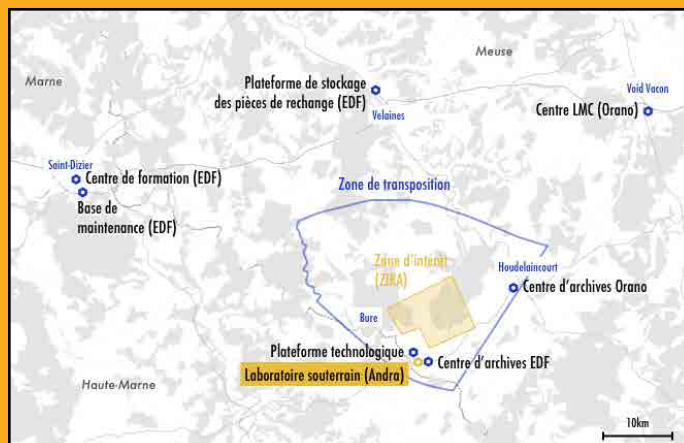 Marne
Meuse
Plateforme de stockage
des pièces de rechange (EDF)
Velaines
Void Vacon
Centre LMC (Orano)
Saint-Dizier
Centre de formation (EDF)
Base de
maintenance (EDF)
Zone de transposition
Zone d'intérêt
(ZIRA)
Houdelaincourt
Centre d'archives Orano
Bure
Plateforme technologique
Centre d'archives EDF
Laboratoire souterrain (Andra)
Haute-Marne
10km